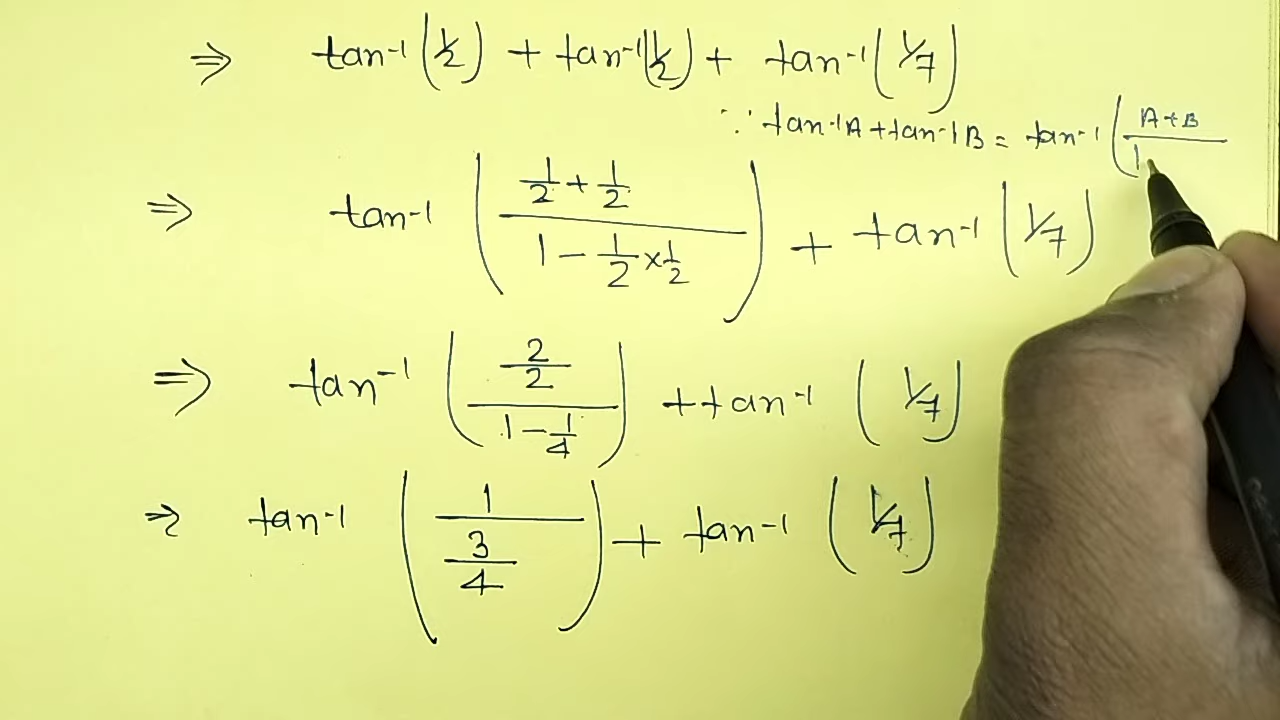 ⇒ tan⁻¹(1/2) + tan⁻¹(1/2) + tan⁻¹(1/7)
∵ tan⁻¹A + tan⁻¹B = tan⁻¹(A+B/1
⇒ tan⁻¹((1/2 + 1/2)/(1 − 1/2 × 1/2)) + tan⁻¹(1/7)
⇒ tan⁻¹((2/2)/(1 − 1/4)) + tan⁻¹(1/7)
⇒ tan⁻¹(1/(3/4)) + tan⁻¹(1/7)